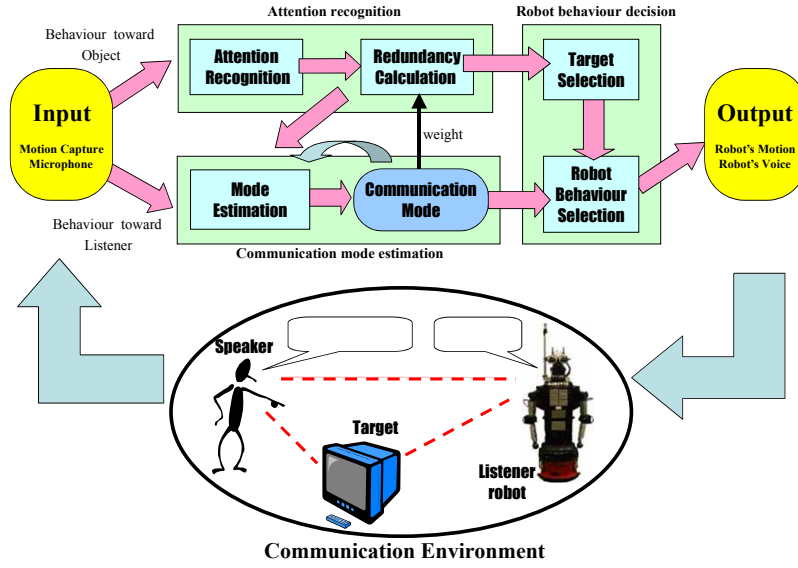 Attention recognition
Robot behaviour decision
Behaviour toward
Object
Attention
Recognition
Redundancy
Calculation
Target
Selection
Input
Motion Capture
Microphone
Output
Robot's Motion
Robot's Voice
weight
Mode
Estimation
Communication
Mode
Robot
Behaviour
Selection
Behaviour toward
Listener
Communication mode estimation
Speaker
Target
Listener
robot
Communication Environment